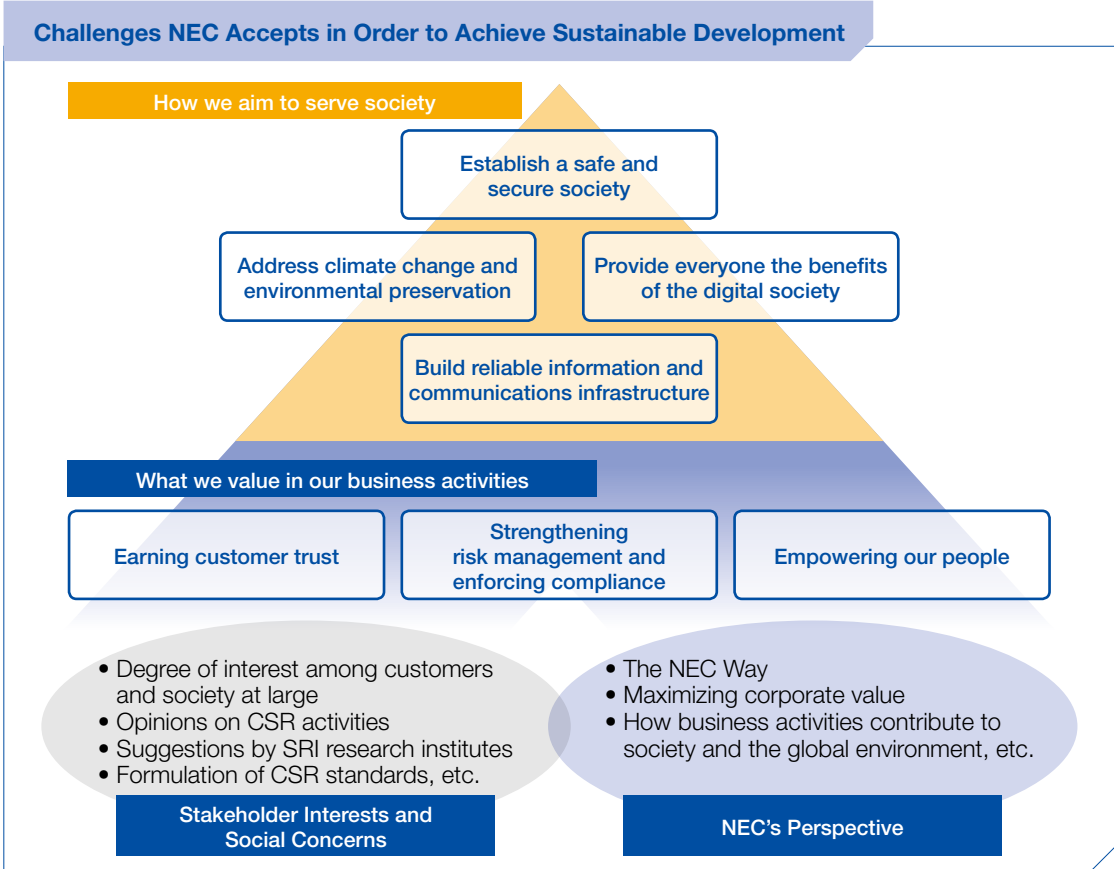 Challenges NEC Accepts in Order to Achieve Sustainable Development
How we aim to serve society
Establish a safe and
secure society
Address climate change and
environmental preservation
Provide everyone the benefits
of the digital society
Build reliable information and
communications infrastructure
What we value in our business activities
Earning customer trust
Strengthening
risk management and
enforcing compliance
Empowering our people
• Degree of interest among customers
and society at large
• Opinions on CSR activities
• Suggestions by SRI research institutes
• Formulation of CSR standards, etc.
Stakeholder Interests and
Social Concerns
• The NEC Way
• Maximizing corporate value
• How business activities contribute to
society and the global environment, etc.
NEC's Perspective